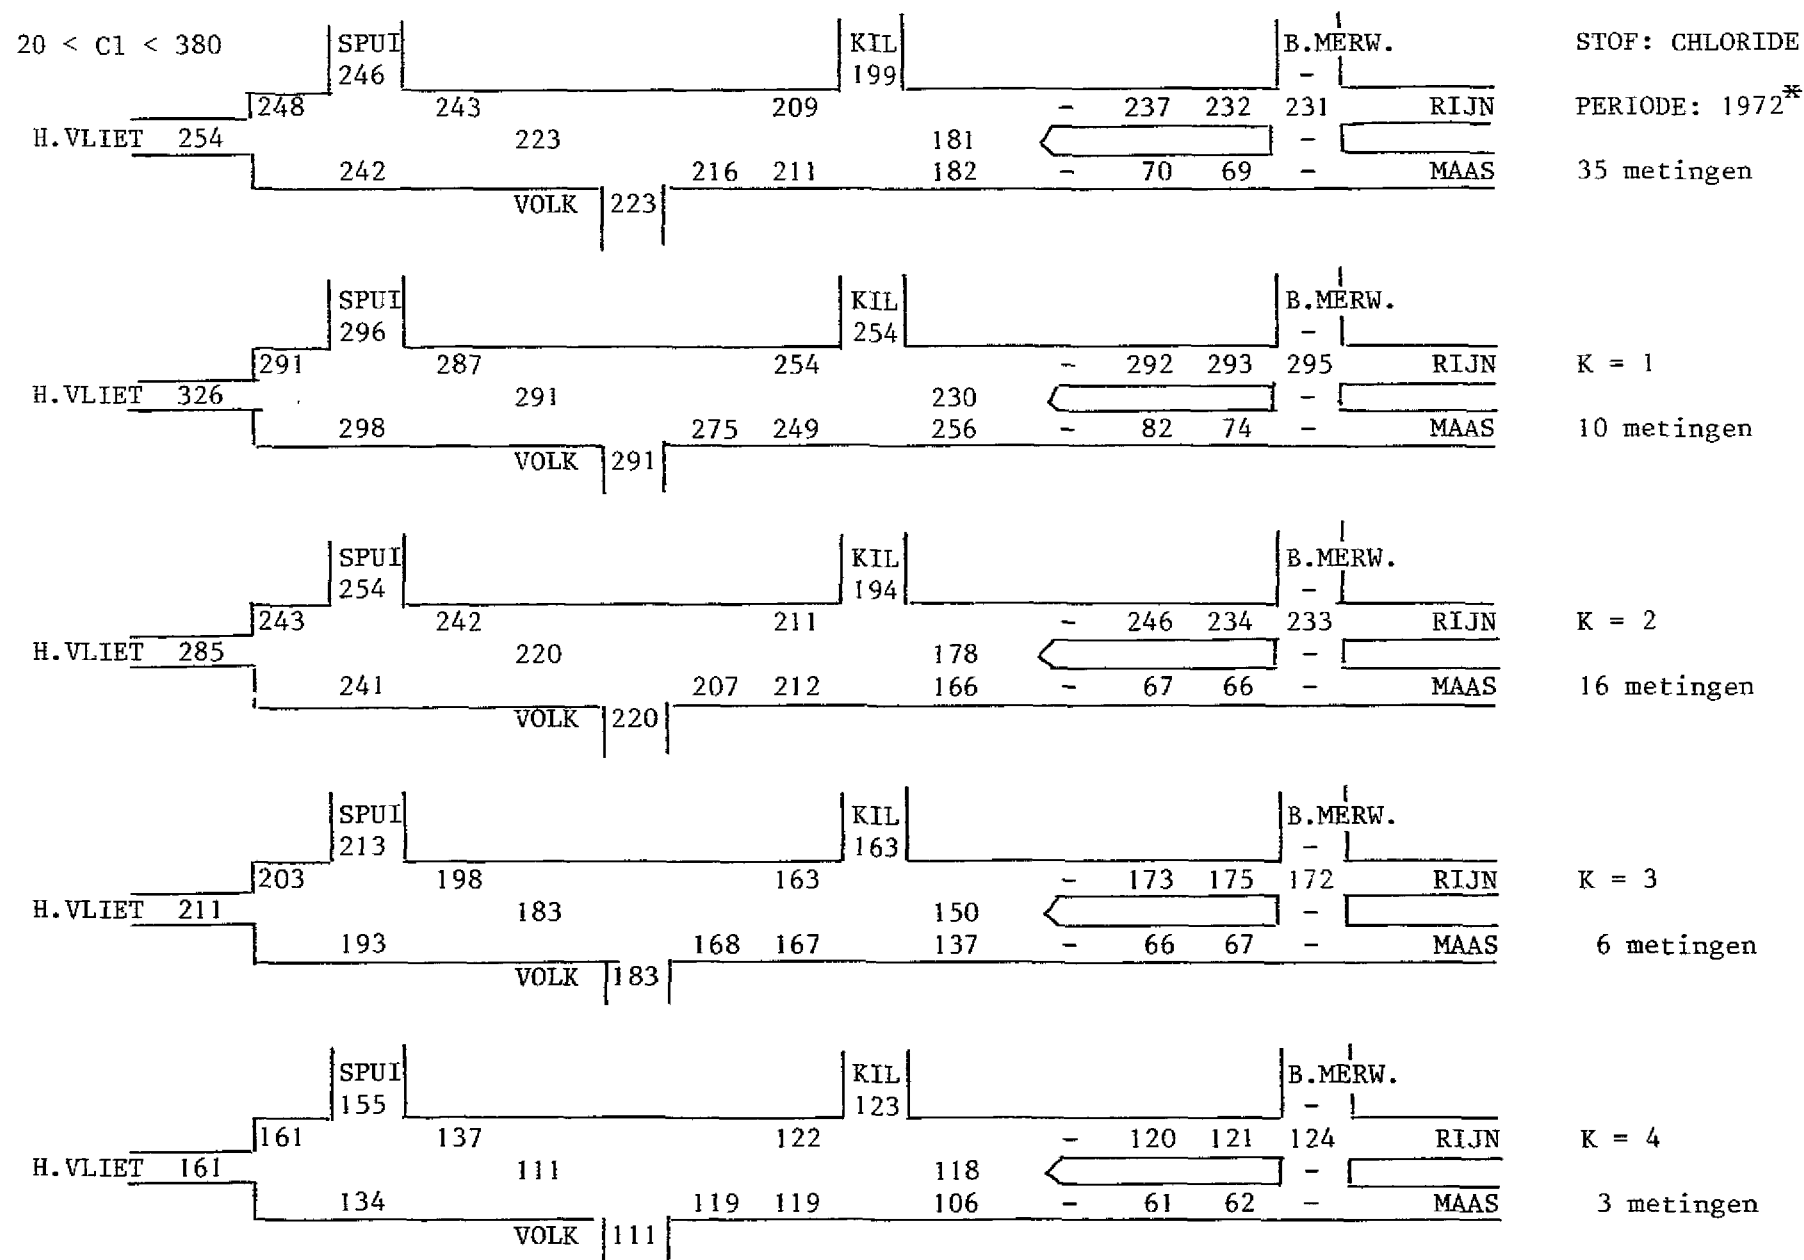 20 < Cl < 380 SPUI KIL B.MERW. STOF: CHLORIDE
246 199 -
248 243 209 - 237 232 231 RIJN PERIODE: 1972*
H.VLIET 254 223 181 -
242 216 211 182 - 70 69 - MAAS 35 metingen
VOLK 223
SPUI KIL B.MERW.
296 254 -
291 287 254 - 292 293 295 RIJN K = 1
H.VLIET 326 291 230 -
298 275 249 256 - 82 74 - MAAS 10 metingen
VOLK 291
SPUI KIL B.MERW.
254 194 -
243 242 211 - 246 234 233 RIJN K = 2
H.VLIET 285 220 178 -
241 207 212 166 - 67 66 - MAAS 16 metingen
VOLK 220
SPUI KIL B.MERW.
213 163 -
203 198 163 - 173 175 172 RIJN K = 3
H.VLIET 211 183 150 -
193 168 167 137 - 66 67 - MAAS 6 metingen
VOLK 183
SPUI KIL B.MERW.
155 123 -
161 137 122 - 120 121 124 RIJN K = 4
H.VLIET 161 111 118 -
134 119 119 106 - 61 62 - MAAS 3 metingen
VOLK 111